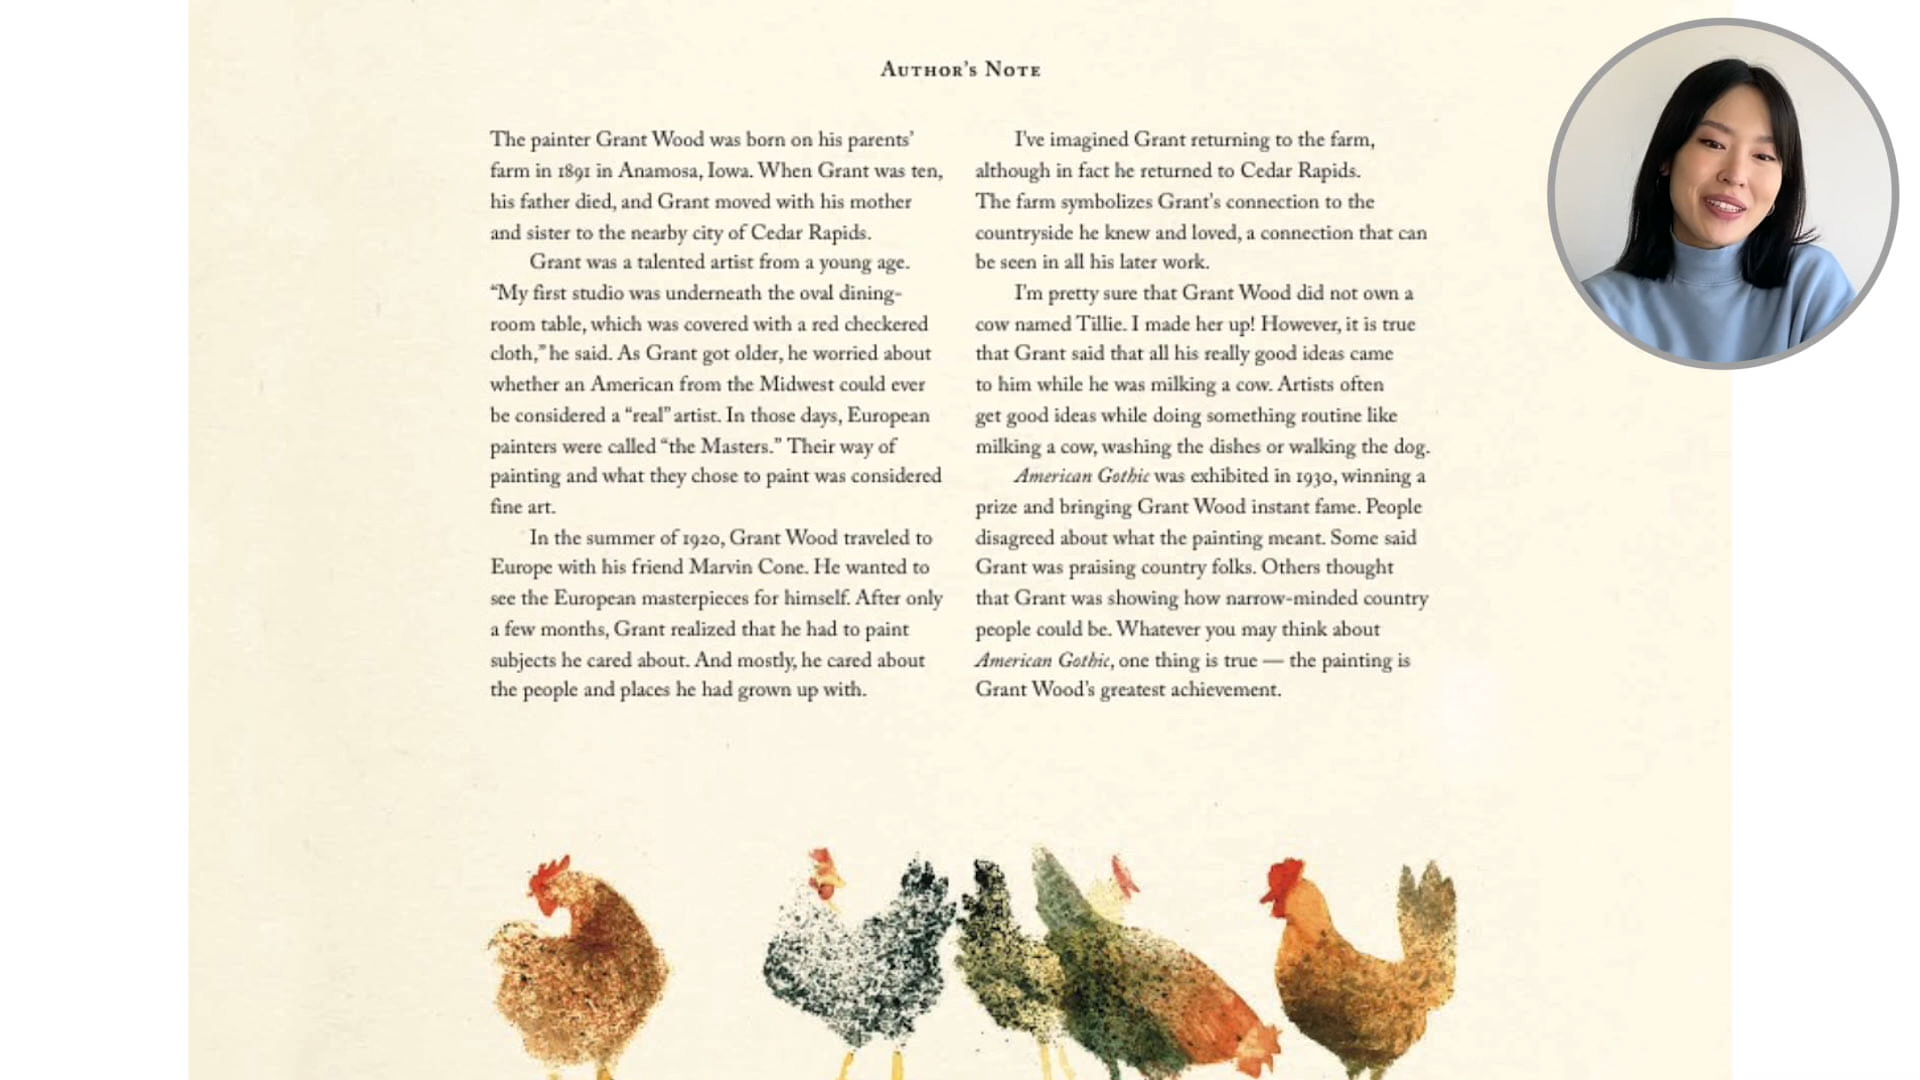 Author's Note
The painter Grant Wood was born on his parents'
farm in 1891 in Anamosa, Iowa. When Grant was ten,
his father died, and Grant moved with his mother
and sister to the nearby city of Cedar Rapids.
Grant was a talented artist from a young age.
“My first studio was underneath the oval dining-
room table, which was covered with a red checkered
cloth,” he said. As Grant got older, he worried about
whether an American from the Midwest could ever
be considered a “real” artist. In those days, European
painters were called “the Masters.” Their way of
painting and what they chose to paint was considered
fine art.
In the summer of 1920, Grant Wood traveled to
Europe with his friend Marvin Cone. He wanted to
see the European masterpieces for himself. After only
a few months, Grant realized that he had to paint
subjects he cared about. And mostly, he cared about
the people and places he had grown up with.
I've imagined Grant returning to the farm,
although in fact he returned to Cedar Rapids.
The farm symbolizes Grant's connection to the
countryside he knew and loved, a connection that can
be seen in all his later work.
I'm pretty sure that Grant Wood did not own a
cow named Tillie. I made her up! However, it is true
that Grant said that all his really good ideas came
to him while he was milking a cow. Artists often
get good ideas while doing something routine like
milking a cow, washing the dishes or walking the dog.
American Gothic was exhibited in 1930, winning a
prize and bringing Grant Wood instant fame. People
disagreed about what the painting meant. Some said
Grant was praising country folks. Others thought
that Grant was showing how narrow-minded country
people could be. Whatever you may think about
American Gothic, one thing is true — the painting is
Grant Wood's greatest achievement.